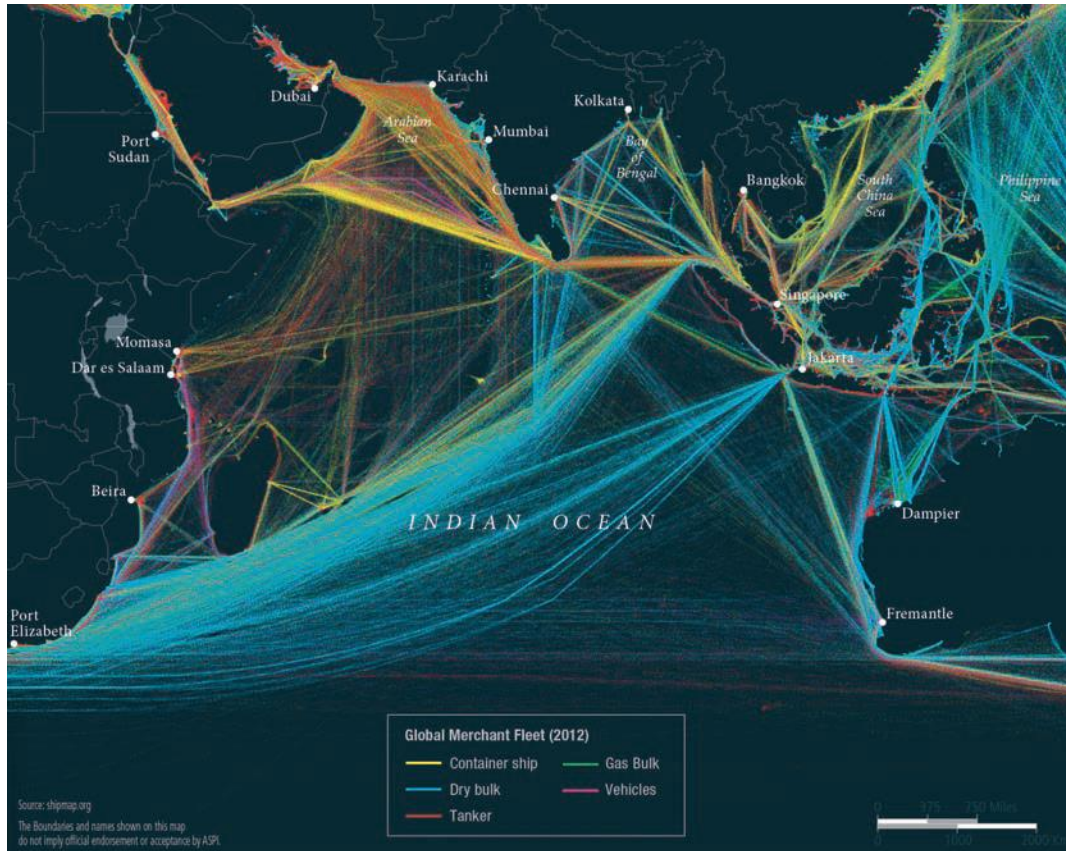 Karachi
Dubai
Arabian
Sea
Kolkata
Mumbai
Port
Sudan
Bay
of
Bengal
Chennai
Bangkok
South
China
Sea
Philippine
Sea
Singapore
Momasa
Jakarta
Dar es Salaam
Beira
INDIAN OCEAN
Dampier
Port
Elizabeth
Fremantle
Global Merchant Fleet (2012)
Container ship
Gas Bulk
Dry bulk
Vehicles
Tanker
Source: shipmap.org
The Boundaries and names shown on this map
do not imply official endorsement or acceptance by ASPI.
0 375 750 Miles
0 1000